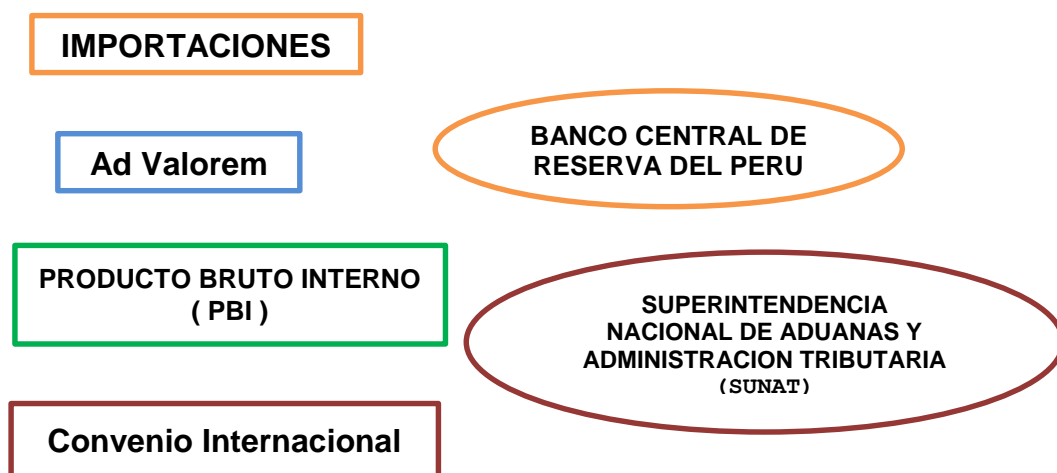 IMPORTACIONES
Ad Valorem
BANCO CENTRAL DE
RESERVA DEL PERU
PRODUCTO BRUTO INTERNO
( PBI )
SUPERINTENDENCIA
NACIONAL DE ADUANAS Y
ADMINISTRACION TRIBUTARIA
(SUNAT)
Convenio Internacional